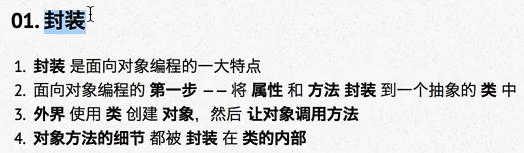 01. 封装
1. 封装 是面向对象编程的一大特点
2. 面向对象编程的 第一步 —— 将 属性 和 方法 封装 到一个抽象的 类 中
3. 外界 使用 类 创建 对象，然后 让对象调用方法
4. 对象方法的细节 都被 封装 在 类的内部